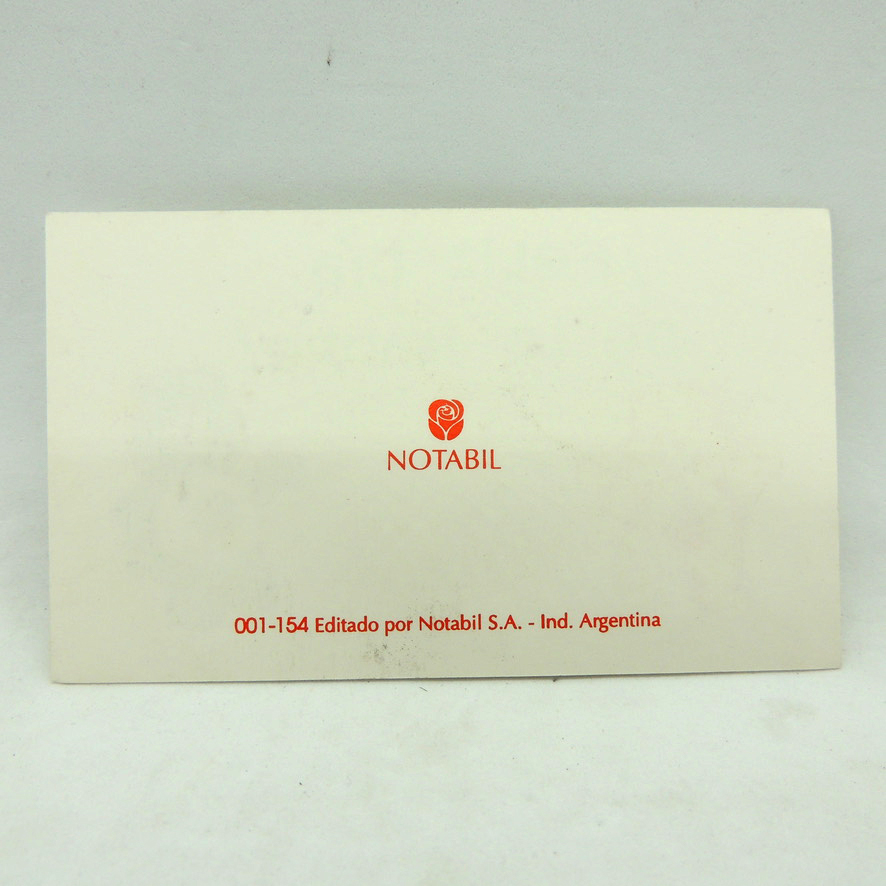 NOTABIL
001-154 Editado por Notabil S.A. - Ind. Argentina